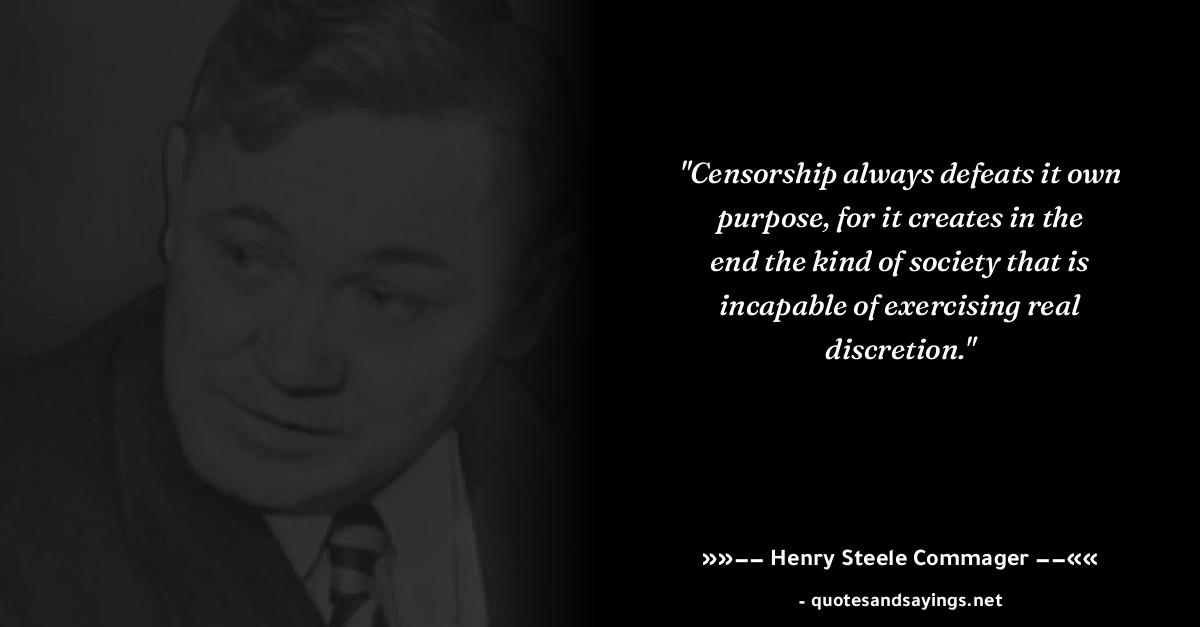 "Censorship always defeats it own
purpose, for it creates in the
end the kind of society that is
incapable of exercising real
discretion."
»»−− Henry Steele Commager −−««
- quotesandsayings.net